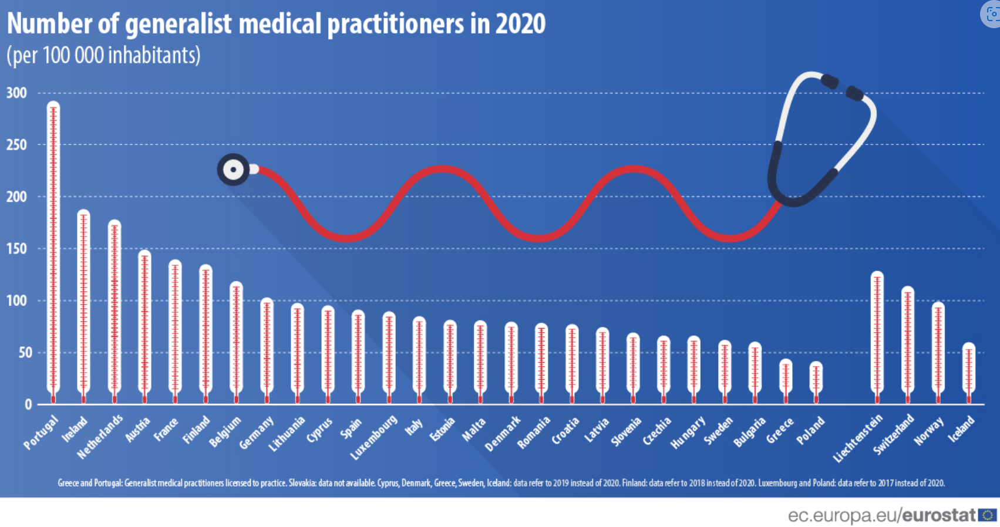 Number of generalist medical practitioners in 2020
(per 100 000 inhabitants)
300
250
200
150
100
50
0
Portugal
Ireland
Netherlands
Austria
France
Finland
Belgium
Germany
Lithuania
Cyprus
Spain
Luxembourg
Italy
Estonia
Malta
Denmark
Romania
Croatia
Latvia
Slovenia
Czechia
Hungary
Sweden
Bulgaria
Greece
Poland
Liechtenstein
Switzerland
Norway
Iceland
Greece and Portugal: Generalist medical practitioners licensed to practice. Slovakia: data not available. Cyprus, Denmark, Greece, Sweden, Iceland: data refer to 2019 instead of 2020. Finland: data refer to 2018 instead of 2020. Luxembourg and Poland: data refer to 2017 instead of 2020.
ec.europa.eu/eurostat